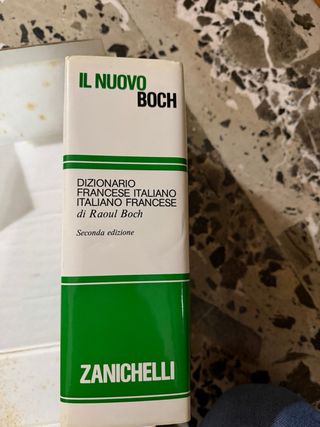 IL NUOVO
BOCH
DIZIONARIO
FRANCESE ITALIANO
ITALIANO FRANCESE
di Raoul Boch
Seconda edizione
ZANICHELLI